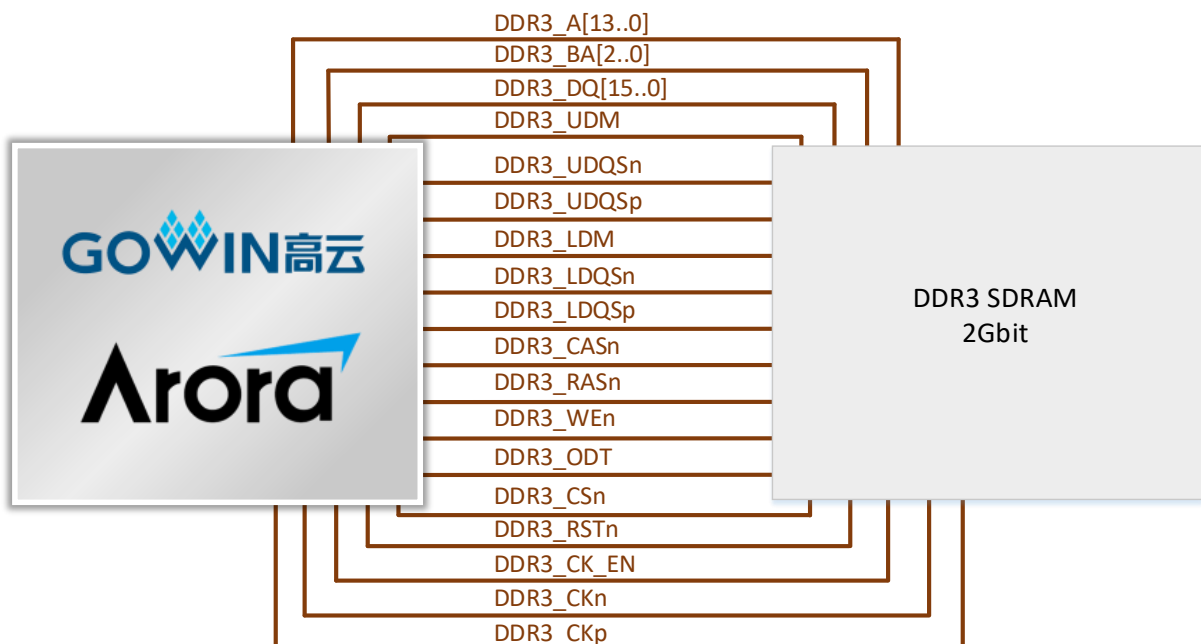 DDR3_A[13..0]
DDR3_BA[2..0]
DDR3_DQ[15..0]
DDR3_UDM
DDR3_UDQSn
DDR3_UDQSp
DDR3_LDM
DDR3_LDQSn
DDR3_LDQSp
DDR3_CASn
DDR3_RASn
DDR3_WEn
DDR3_ODT
DDR3_CSn
DDR3_RSTn
DDR3_CK_EN
DDR3_CKn
DDR3_CKp
GOWIN高云
Arora
DDR3 SDRAM
2Gbit